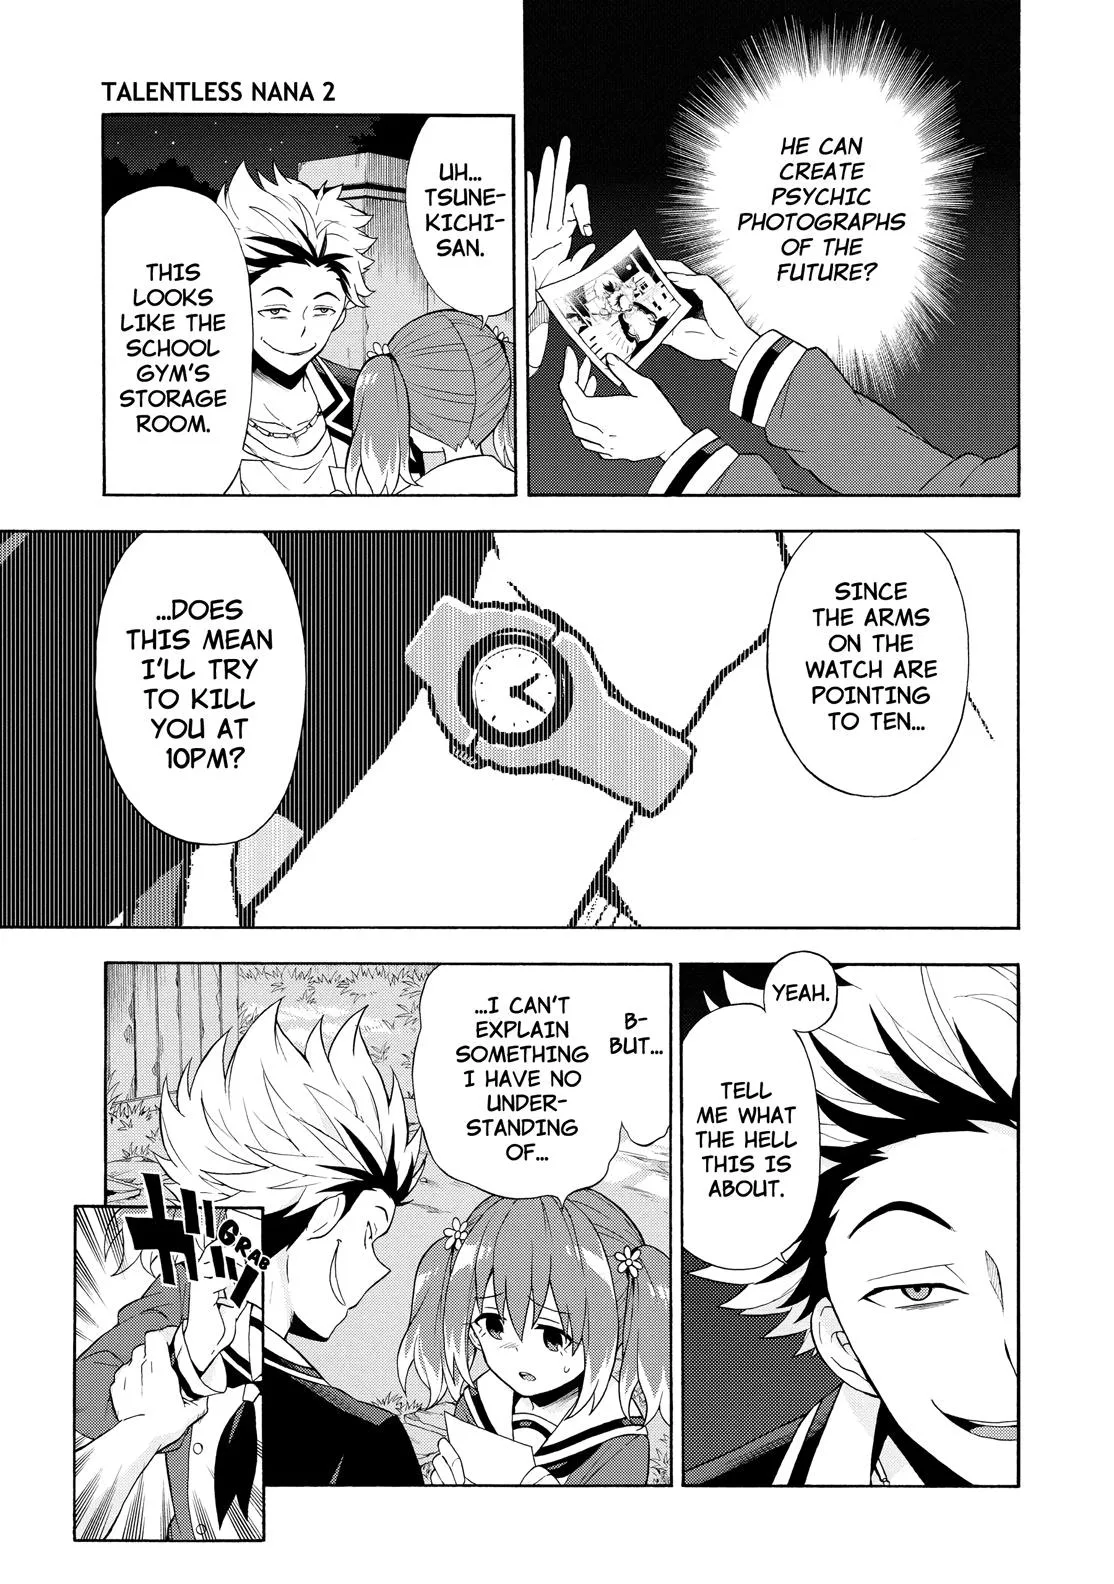 TALENTLESS NANA 2
HE CAN
CREATE
PSYCHIC
PHOTOGRAPHS
OF THE
FUTURE?
UH...
TSUNE-
KICHI-
SAN.
THIS
LOOKS
LIKE THE
SCHOOL
GYM'S
STORAGE
ROOM.
SINCE
THE ARMS
ON THE
WATCH ARE
POINTING
TO TEN...
...DOES
THIS MEAN
I'LL TRY
TO KILL
YOU AT
10PM?
YEAH.
TELL
ME WHAT
THE HELL
THIS IS
ABOUT.
B-
BUT...
...I CAN'T
EXPLAIN
SOMETHING
I HAVE NO
UNDER-
STANDING
OF...
ガシッ
GRAB